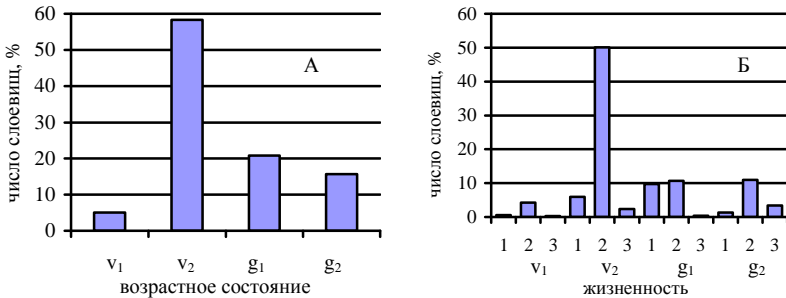 число слоевищ, %
60
50
40
30
20
10
0
А
v₁ v₂ g₁ g₂
возрастное состояние
число слоевищ, %
60
50
40
30
20
10
0
Б
1 2 3 1 2 3 1 2 3 1 2 3
v₁ v₂ g₁ g₂
жизненность